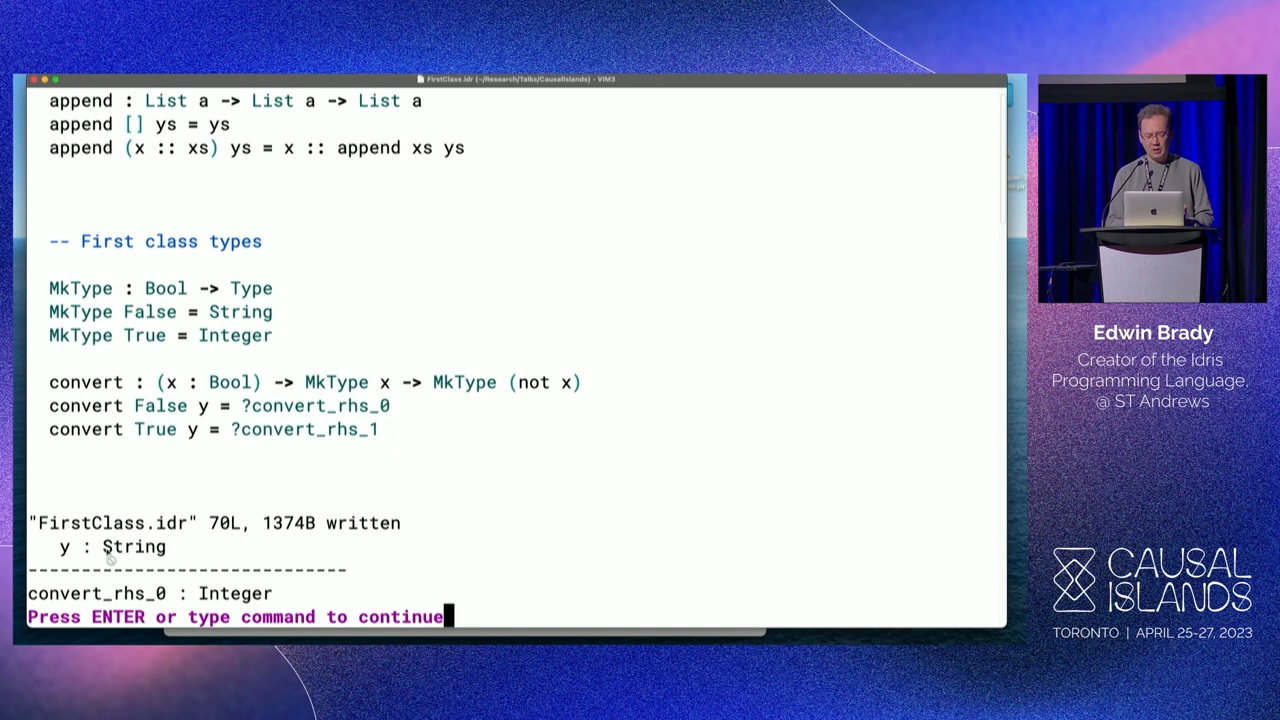 FirstClass.idr (~/Research/Talks/CausalIslands) - VIM3
append : List a -> List a -> List a
append [] ys = ys
append (x :: xs) ys = x :: append xs ys
-- First class types
MkType : Bool -> Type
MkType False = String
MkType True = Integer
convert : (x : Bool) -> MkType x -> MkType (not x)
convert False y = ?convert_rhs_0
convert True y = ?convert_rhs_1
"FirstClass.idr" 70L, 1374B written
y : String
------------------------------
convert_rhs_0 : Integer
Press ENTER or type command to continue
Edwin Brady
Creator of the Idris
Programming Language,
@ ST Andrews
CAUSAL
ISLANDS
TORONTO | APRIL 25-27, 2023